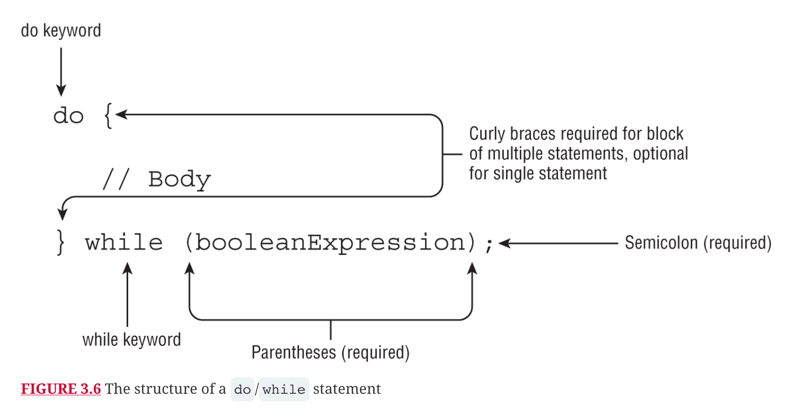 do keyword
do {
Curly braces required for block
of multiple statements, optional
for single statement
// Body
} while (booleanExpression);
Semicolon (required)
while keyword
Parentheses (required)
FIGURE 3.6 The structure of a do/while statement